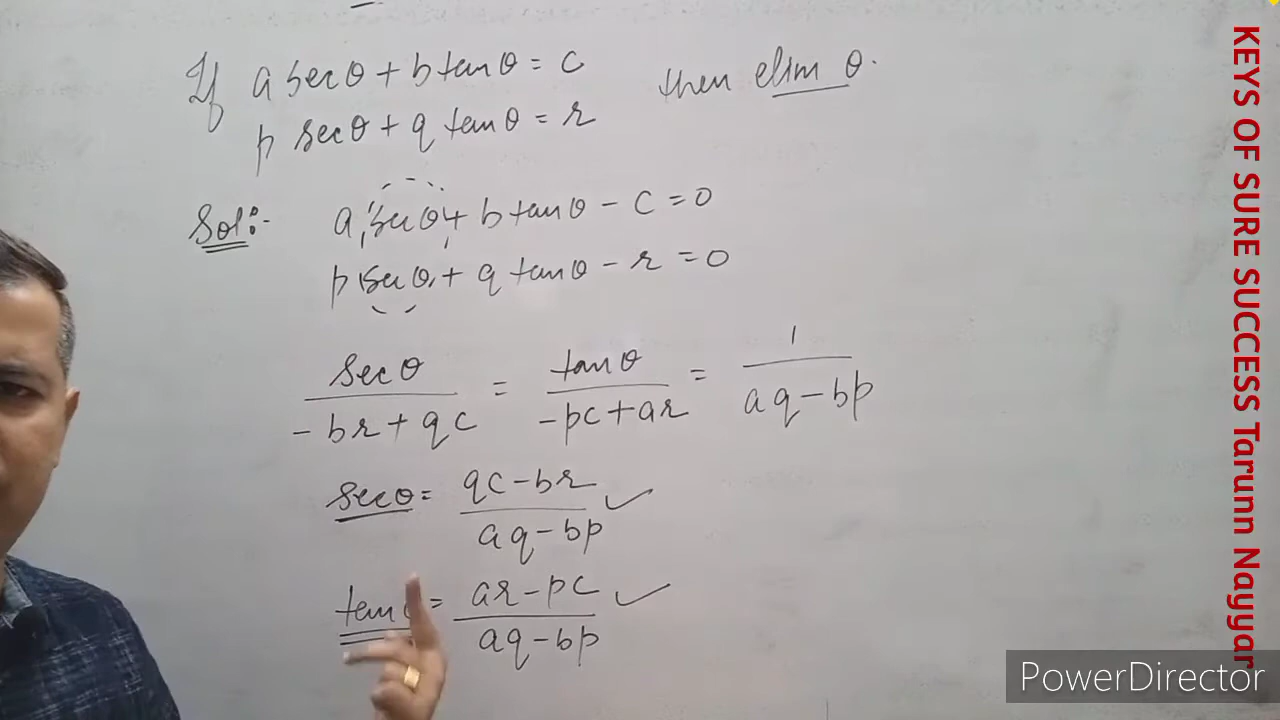 If a secθ + b tanθ = c
then elim θ.
p secθ + q tanθ = r
Sol:- a secθ + b tanθ - c = 0
p secθ + q tanθ - r = 0
secθ / -br + qc = tanθ / -pc + ar = 1 / aq - bp
secθ = qc - br / aq - bp ✓
tanθ = ar - pc / aq - bp ✓
KEYS OF SURE SUCCESS Tarunn Nayyar
PowerDirector